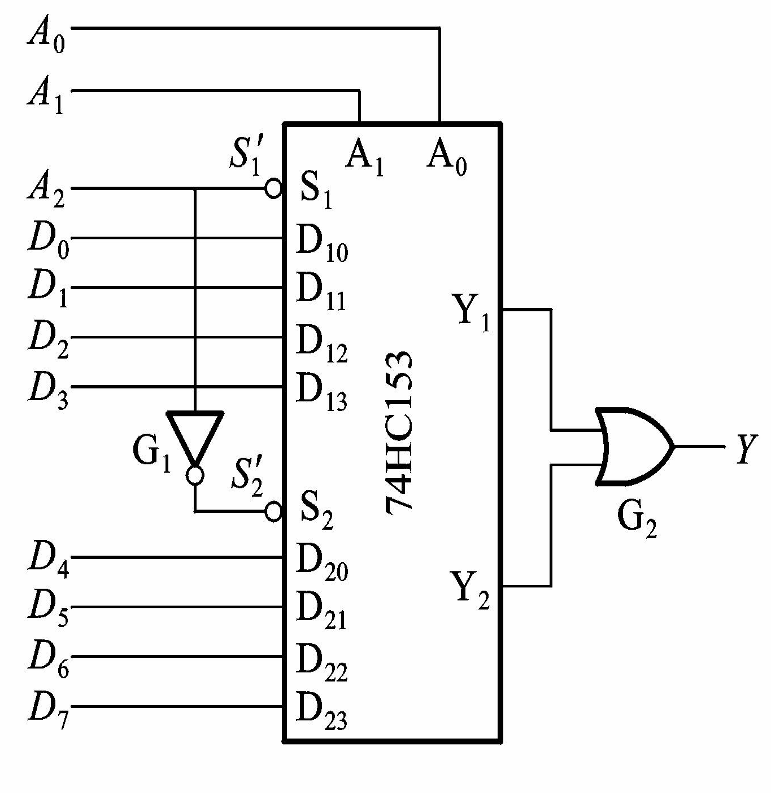 A₀
A₁
A₁ A₀
S₁′
A₂ S₁
D₀ D₁₀
D₁ D₁₁
Y₁
D₂ D₁₂
D₃ D₁₃
74HC153
G₁
Y
S₂′
S₂
G₂
D₄ D₂₀
Y₂
D₅ D₂₁
D₆ D₂₂
D₇ D₂₃